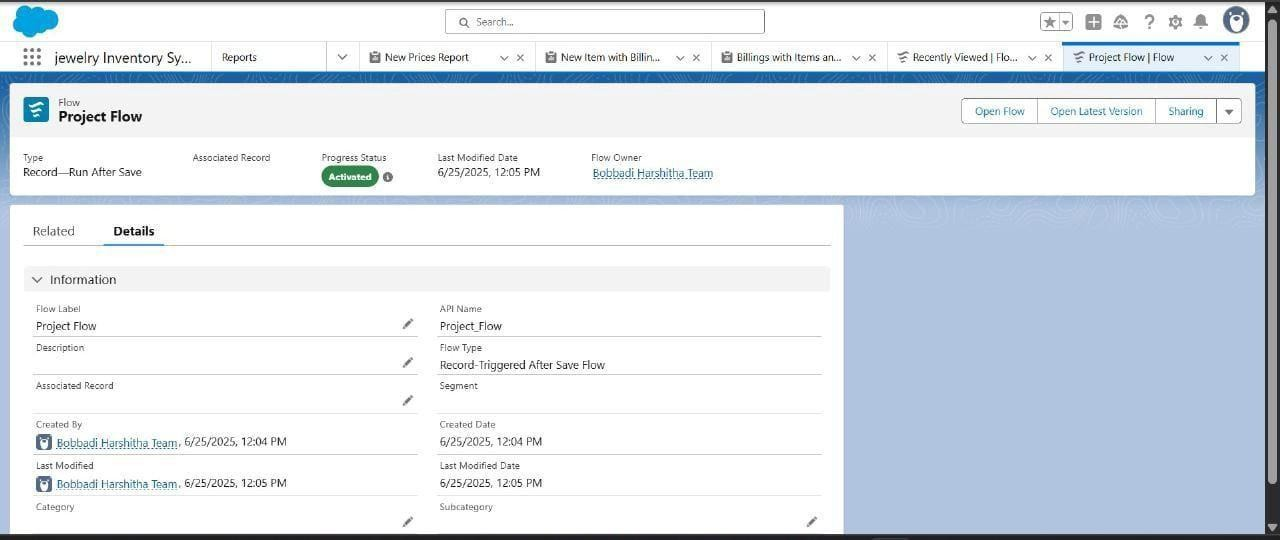 Search...
jewelry Inventory Sy...
Reports
New Prices Report
New Item with Billin...
Billings with Items an...
Recently Viewed | Flo...
Project Flow | Flow
Flow
Project Flow
Open Flow
Open Latest Version
Sharing
Type
Associated Record
Progress Status
Last Modified Date
Flow Owner
Record—Run After Save
Activated
6/25/2025, 12:05 PM
Bobbadi Harshitha Team
Related
Details
Information
Flow Label
API Name
Project Flow
Project_Flow
Description
Flow Type
Record-Triggered After Save Flow
Associated Record
Segment
Created By
Created Date
Bobbadi Harshitha Team, 6/25/2025, 12:04 PM
6/25/2025, 12:04 PM
Last Modified
Last Modified Date
Bobbadi Harshitha Team, 6/25/2025, 12:05 PM
6/25/2025, 12:05 PM
Category
Subcategory